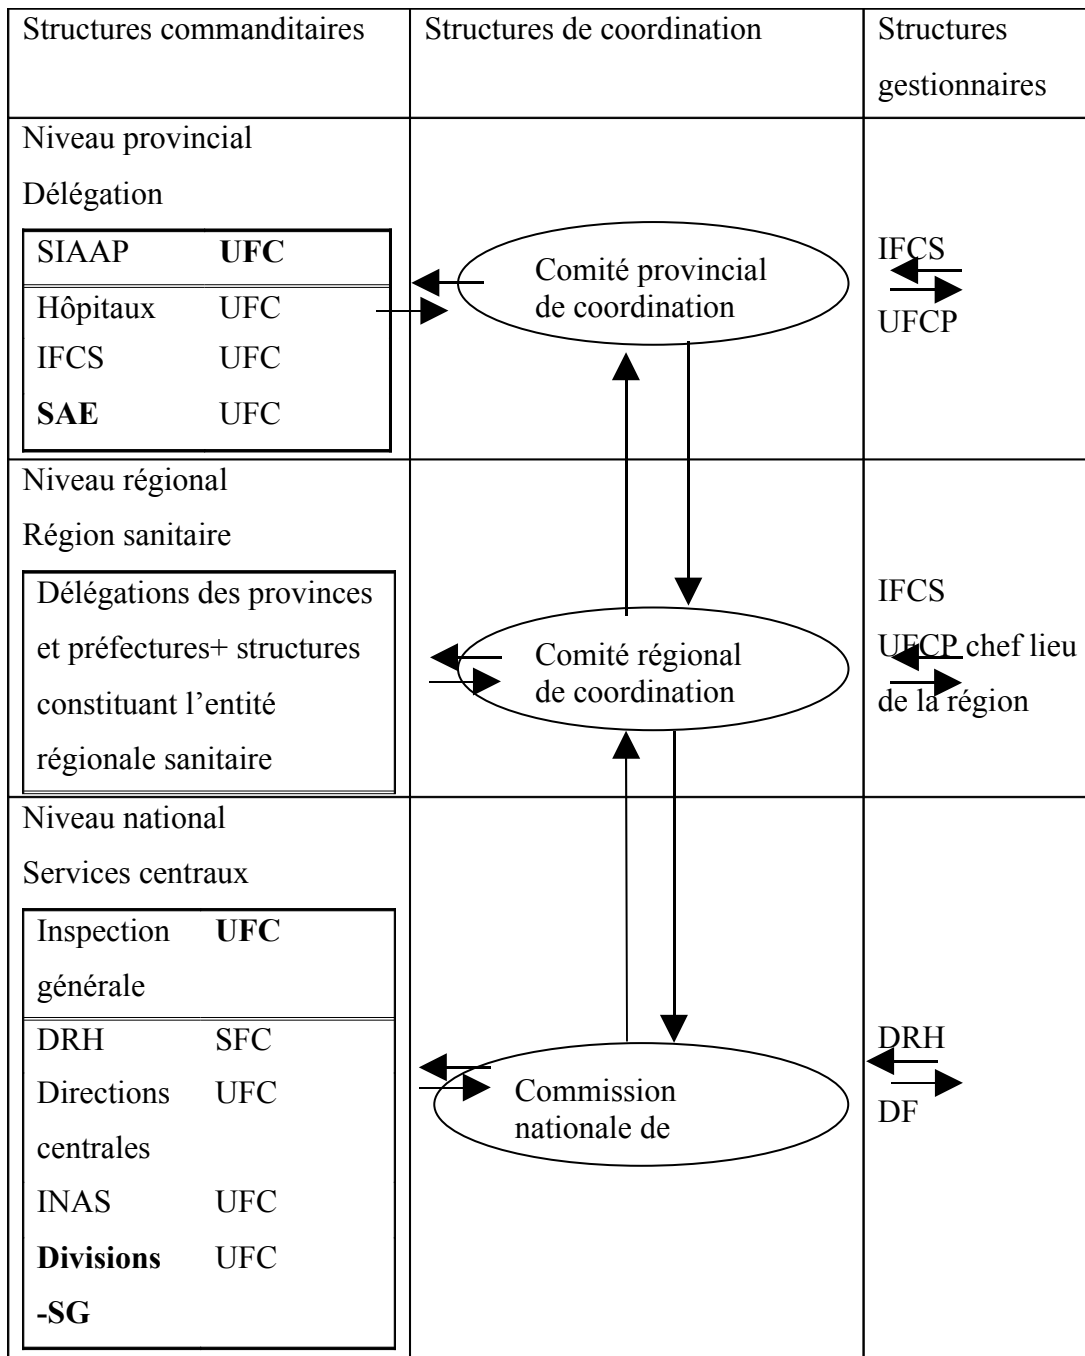 Structures commanditaires
Structures de coordination
Structures
gestionnaires
Niveau provincial
Délégation
SIAAP UFC
Hôpitaux UFC
IFCS UFC
SAE UFC
Comité provincial
de coordination
IFCS
UFCP
Niveau régional
Région sanitaire
Délégations des provinces
et préfectures+ structures
constituant l’entité
régionale sanitaire
Comité régional
de coordination
IFCS
UFCP chef lieu
de la région
Niveau national
Services centraux
Inspection UFC
générale
DRH SFC
Directions UFC
centrales
INAS UFC
Divisions UFC
-SG
Commission
nationale de
DRH
DF